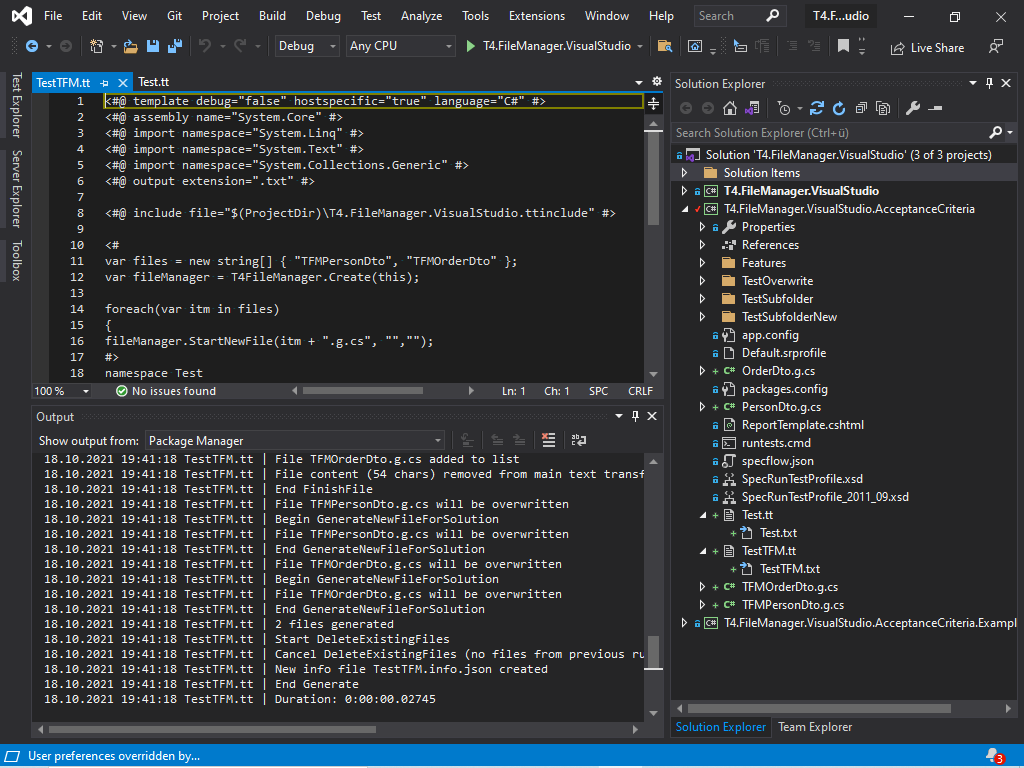 File Edit View Git Project Build Debug Test Analyze Tools Extensions Window Help Search T4.F...udio
Debug Any CPU T4.FileManager.VisualStudio Live Share
Test Explorer
Server Explorer
Toolbox
TestTFM.tt Test.tt
1 <#@ template debug="false" hostspecific="true" language="C#" #>
2 <#@ assembly name="System.Core" #>
3 <#@ import namespace="System.Linq" #>
4 <#@ import namespace="System.Text" #>
5 <#@ import namespace="System.Collections.Generic" #>
6 <#@ output extension=".txt" #>
7
8 <#@ include file="$(ProjectDir)\T4.FileManager.VisualStudio.ttinclude" #>
9
10 <#
11 var files = new string[] { "TFMPersonDto", "TFMOrderDto" };
12 var fileManager = T4FileManager.Create(this);
13
14 foreach(var itm in files)
15 {
16 fileManager.StartNewFile(itm + ".g.cs", "","");
17 #>
18 namespace Test
100 % No issues found Ln: 1 Ch: 1 SPC CRLF
Output
Show output from: Package Manager
18.10.2021 19:41:18 TestTFM.tt | File TFMOrderDto.g.cs added to list
18.10.2021 19:41:18 TestTFM.tt | File content (54 chars) removed from main text transf
18.10.2021 19:41:18 TestTFM.tt | End FinishFile
18.10.2021 19:41:18 TestTFM.tt | File TFMPersonDto.g.cs will be overwritten
18.10.2021 19:41:18 TestTFM.tt | Begin GenerateNewFileForSolution
18.10.2021 19:41:18 TestTFM.tt | File TFMPersonDto.g.cs will be overwritten
18.10.2021 19:41:18 TestTFM.tt | End GenerateNewFileForSolution
18.10.2021 19:41:18 TestTFM.tt | File TFMOrderDto.g.cs will be overwritten
18.10.2021 19:41:18 TestTFM.tt | Begin GenerateNewFileForSolution
18.10.2021 19:41:18 TestTFM.tt | File TFMOrderDto.g.cs will be overwritten
18.10.2021 19:41:18 TestTFM.tt | End GenerateNewFileForSolution
18.10.2021 19:41:18 TestTFM.tt | 2 files generated
18.10.2021 19:41:18 TestTFM.tt | Start DeleteExistingFiles
18.10.2021 19:41:18 TestTFM.tt | Cancel DeleteExistingFiles (no files from previous ru
18.10.2021 19:41:18 TestTFM.tt | New info file TestTFM.info.json created
18.10.2021 19:41:18 TestTFM.tt | End Generate
18.10.2021 19:41:18 TestTFM.tt | Duration: 0:00:00.02745
Solution Explorer
Search Solution Explorer (Ctrl+ü)
Solution 'T4.FileManager.VisualStudio' (3 of 3 projects)
Solution Items
C# T4.FileManager.VisualStudio
C# T4.FileManager.VisualStudio.AcceptanceCriteria
Properties
References
Features
TestOverwrite
TestSubfolder
TestSubfolderNew
app.config
Default.srprofile
C# OrderDto.g.cs
packages.config
C# PersonDto.g.cs
ReportTemplate.cshtml
runtests.cmd
specflow.json
SpecRunTestProfile.xsd
SpecRunTestProfile_2011_09.xsd
Test.tt
Test.txt
TestTFM.tt
TestTFM.txt
C# TFMOrderDto.g.cs
C# TFMPersonDto.g.cs
C# T4.FileManager.VisualStudio.AcceptanceCriteria.Exampl
Solution Explorer Team Explorer
User preferences overridden by... 3